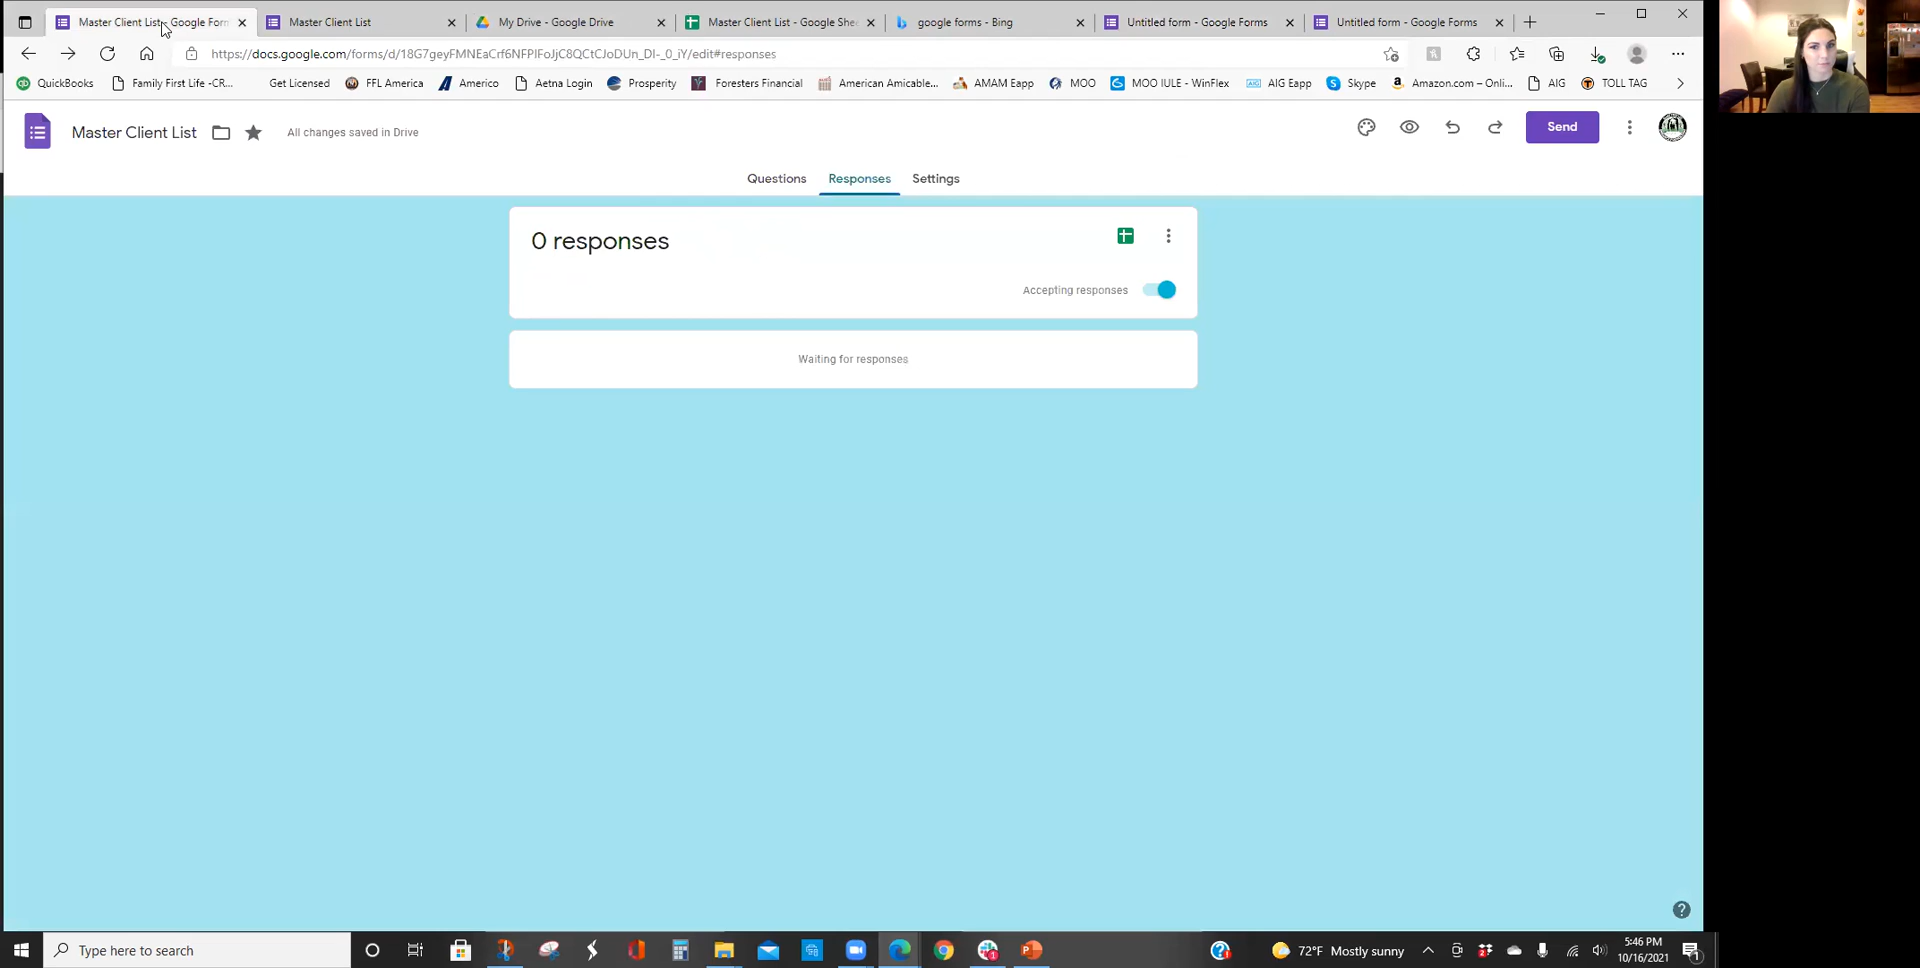 Master Client List - Google Form
Master Client List
My Drive - Google Drive
Master Client List - Google She
google forms - Bing
Untitled form - Google Forms
Untitled form - Google Forms
https://docs.google.com/forms/d/18G7geyFMNEaCrf6NFPIFoJjC8QCtCJoDUn_DI-_0_iY/edit#responses
QuickBooks
Family First Life -CR...
Get Licensed
FFL America
Americo
Aetna Login
Prosperity
Foresters Financial
American Amicable...
AMAM Eapp
MOO
MOO IULE - WinFlex
AIG Eapp
Skype
Amazon.com – Onli...
AIG
TOLL TAG
Master Client List
All changes saved in Drive
Send
Questions
Responses
Settings
0 responses
Accepting responses
Waiting for responses
Type here to search
72°F Mostly sunny
5:46 PM
10/16/2021